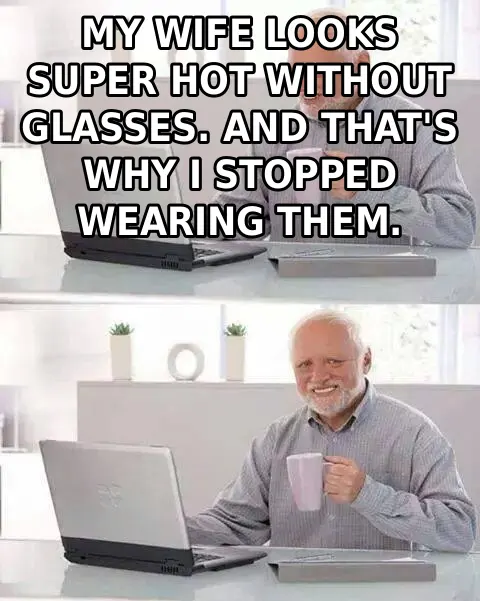 MY WIFE LOOKS
SUPER HOT WITHOUT
GLASSES. AND THAT'S
WHY I STOPPED
WEARING THEM.